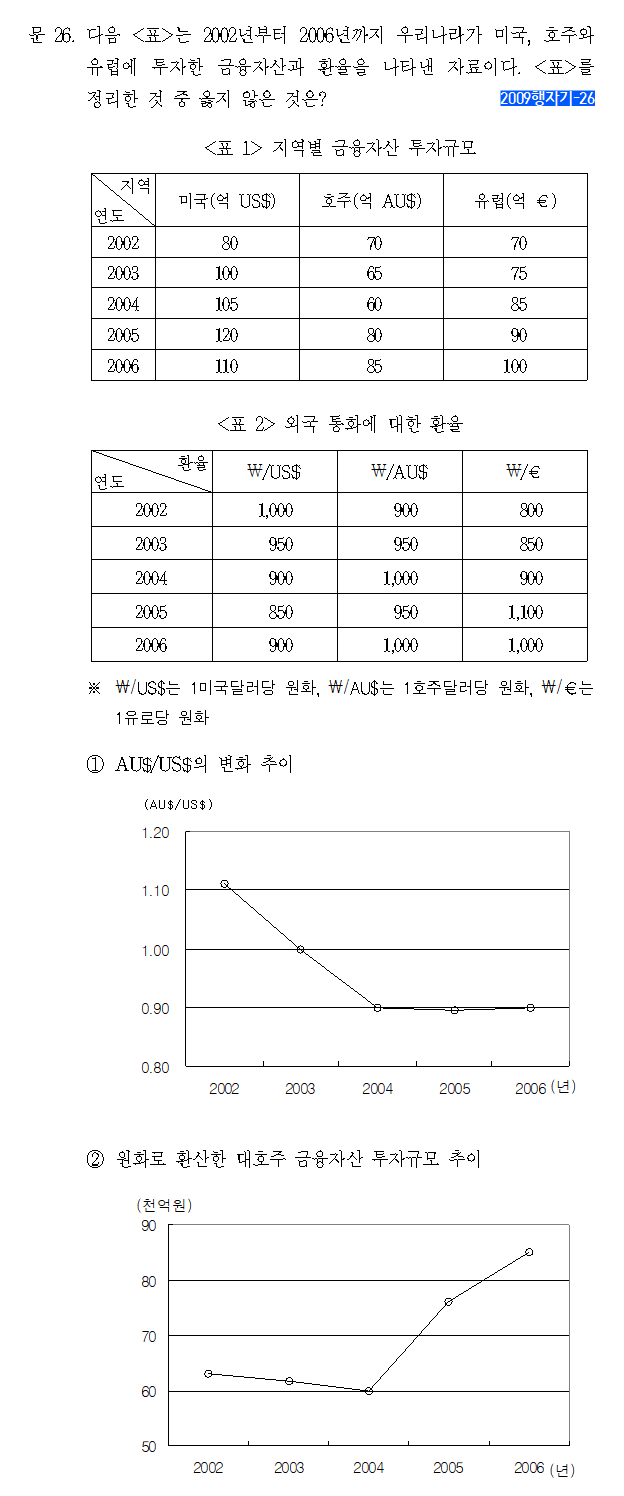 문 26. 다음 <표>는 2002년부터 2006년까지 우리나라가 미국, 호주와
유럽에 투자한 금융자산과 환율을 나타낸 자료이다. <표>를
정리한 것 중 옳지 않은 것은? 2009행자기-26
<표 1> 지역별 금융자산 투자규모
지역
연도 미국(억 US$) 호주(억 AU$) 유럽(억 €)
2002 80 70 70
2003 100 65 75
2004 105 60 85
2005 120 80 90
2006 110 85 100
<표 2> 외국 통화에 대한 환율
환율
연도 ₩/US$ ₩/AU$ ₩/€
2002 1,000 900 800
2003 950 950 850
2004 900 1,000 900
2005 850 950 1,100
2006 900 1,000 1,000
※ ₩/US$는 1미국달러당 원화, ₩/AU$는 1호주달러당 원화, ₩/€는
1유로당 원화
① AU$/US$의 변화 추이
(AU$/US$)
1.20
1.10
1.00
0.90
0.80
2002 2003 2004 2005 2006 (년)
② 원화로 환산한 대호주 금융자산 투자규모 추이
(천억원)
90
80
70
60
50
2002 2003 2004 2005 2006 (년)